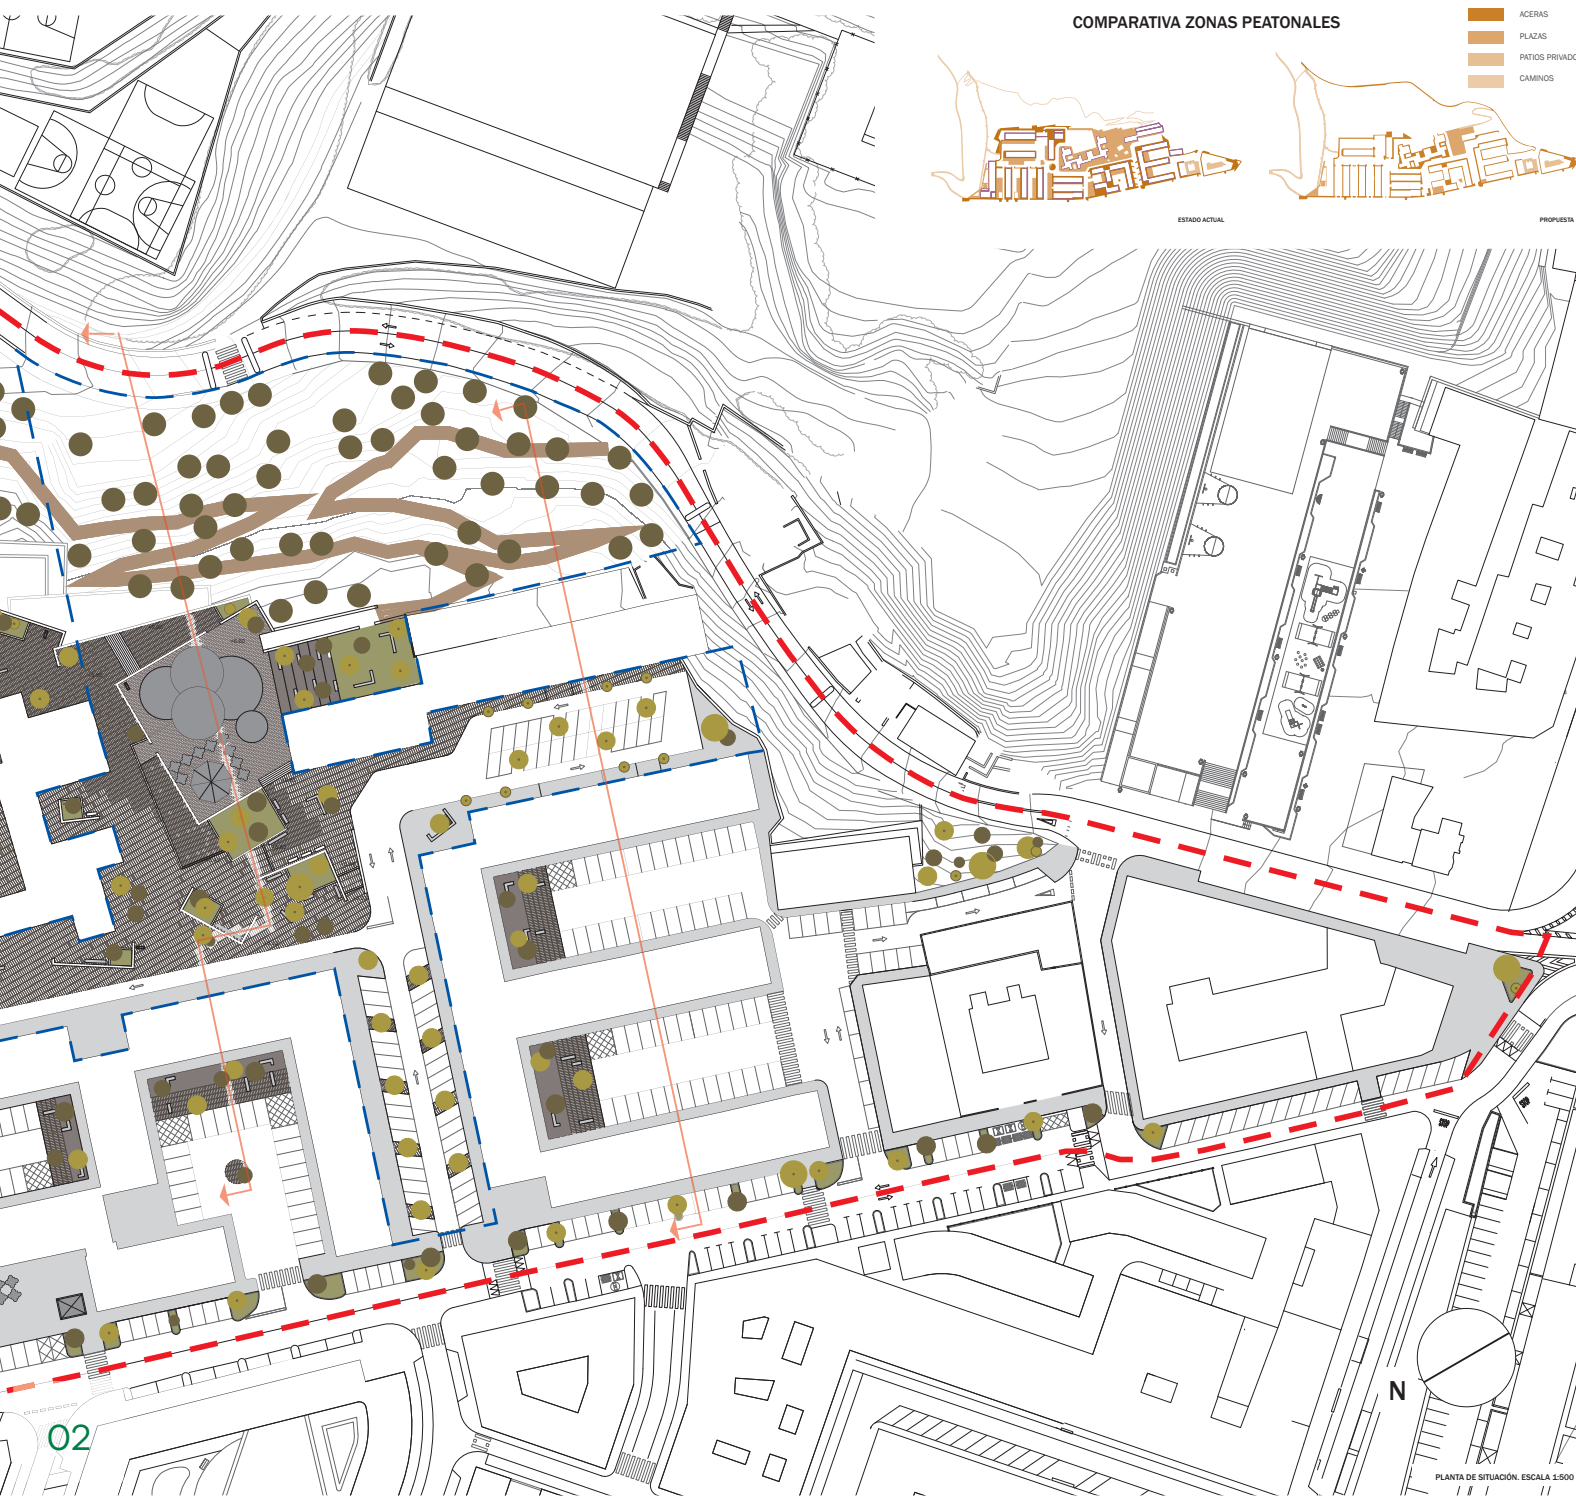 COMPARATIVA ZONAS PEATONALES
ACERAS
PLAZAS
PATIOS PRIVADO
CAMINOS
ESTADO ACTUAL
PROPUESTA
N
02
PLANTA DE SITUACIÓN. ESCALA 1:500